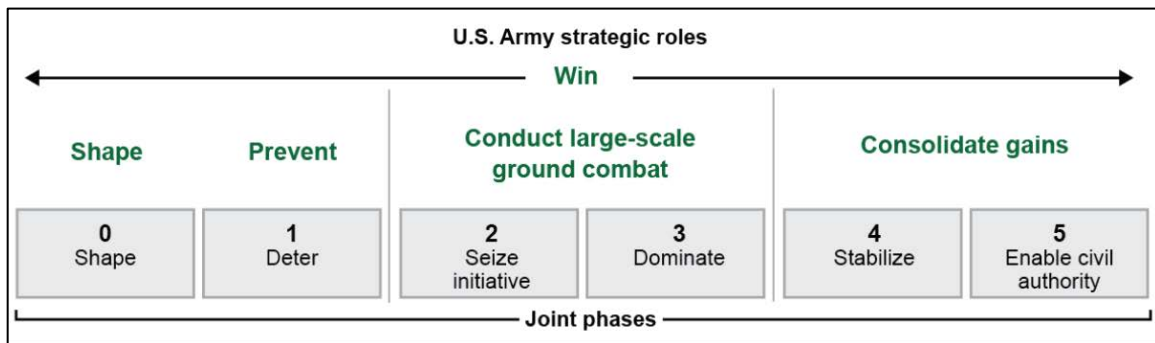 U.S. Army strategic roles
Win
Shape
Prevent
Conduct large-scale
ground combat
Consolidate gains
0
Shape
1
Deter
2
Seize
initiative
3
Dominate
4
Stabilize
5
Enable civil
authority
Joint phases